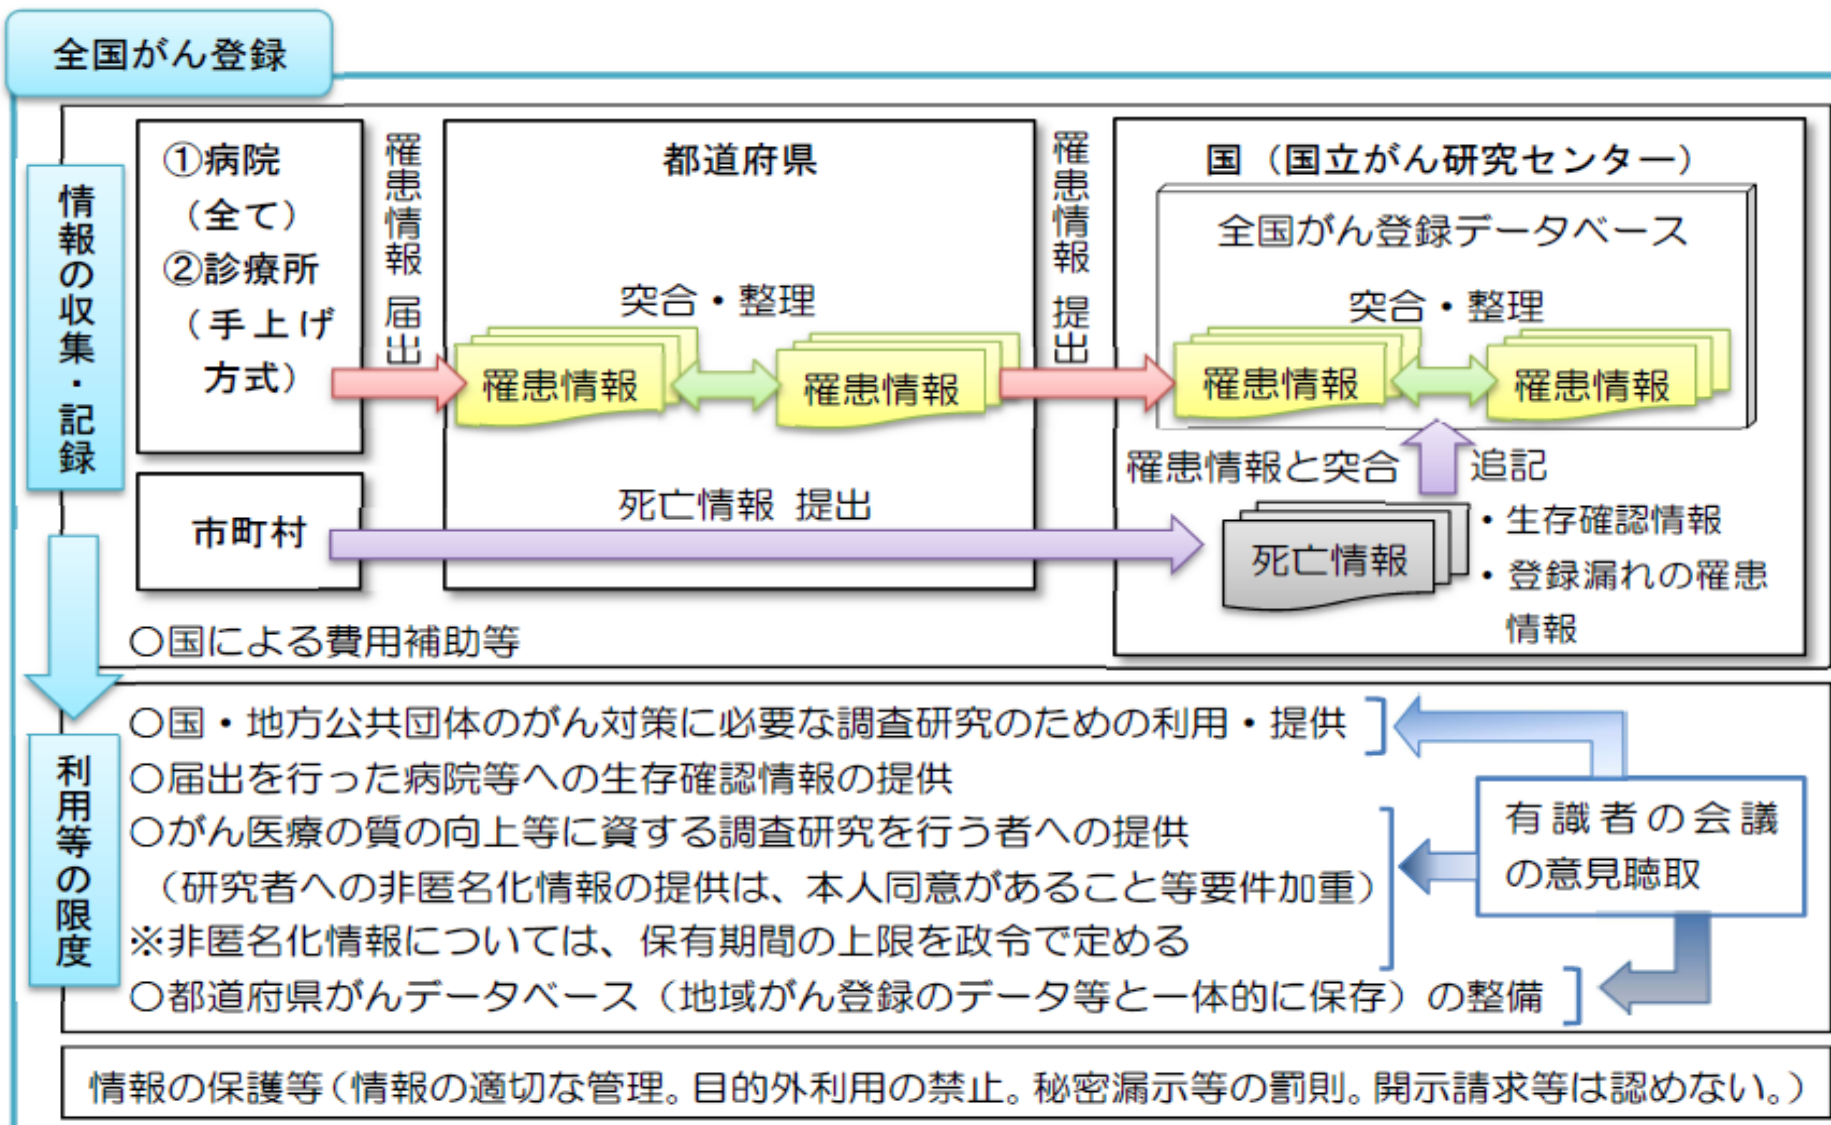 全国がん登録
情報の収集・記録
①病院
（全て）
②診療所
（手上げ
方式）
罹患情報 届出
都道府県
突合・整理
罹患情報
罹患情報
罹患情報 提出
国（国立がん研究センター）
全国がん登録データベース
突合・整理
罹患情報
罹患情報
罹患情報と突合
追記
市町村
死亡情報 提出
死亡情報
・生存確認情報
・登録漏れの罹患
情報
○国による費用補助等
利用等の限度
○国・地方公共団体のがん対策に必要な調査研究のための利用・提供
○届出を行った病院等への生存確認情報の提供
○がん医療の質の向上等に資する調査研究を行う者への提供
（研究者への非匿名化情報の提供は、本人同意があること等要件加重）
※非匿名化情報については、保有期間の上限を政令で定める
○都道府県がんデータベース（地域がん登録のデータ等と一体的に保存）の整備
有識者の会議
の意見聴取
情報の保護等（情報の適切な管理。目的外利用の禁止。秘密漏示等の罰則。開示請求等は認めない。）